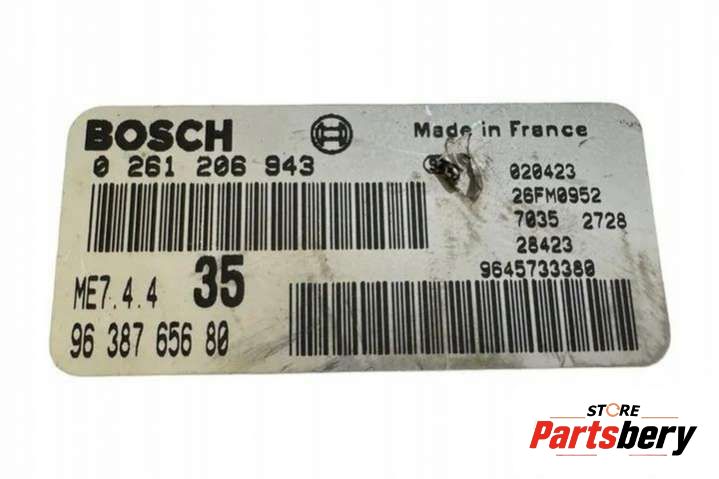 BOSCH
Made in France
0 261 206 943
020423
26FM0952
7035 2728
28423
9645733380
ME7.4.4 35
96 387 656 80
STORE
Partsbery